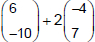 (6
-10) + 2(-4
7)